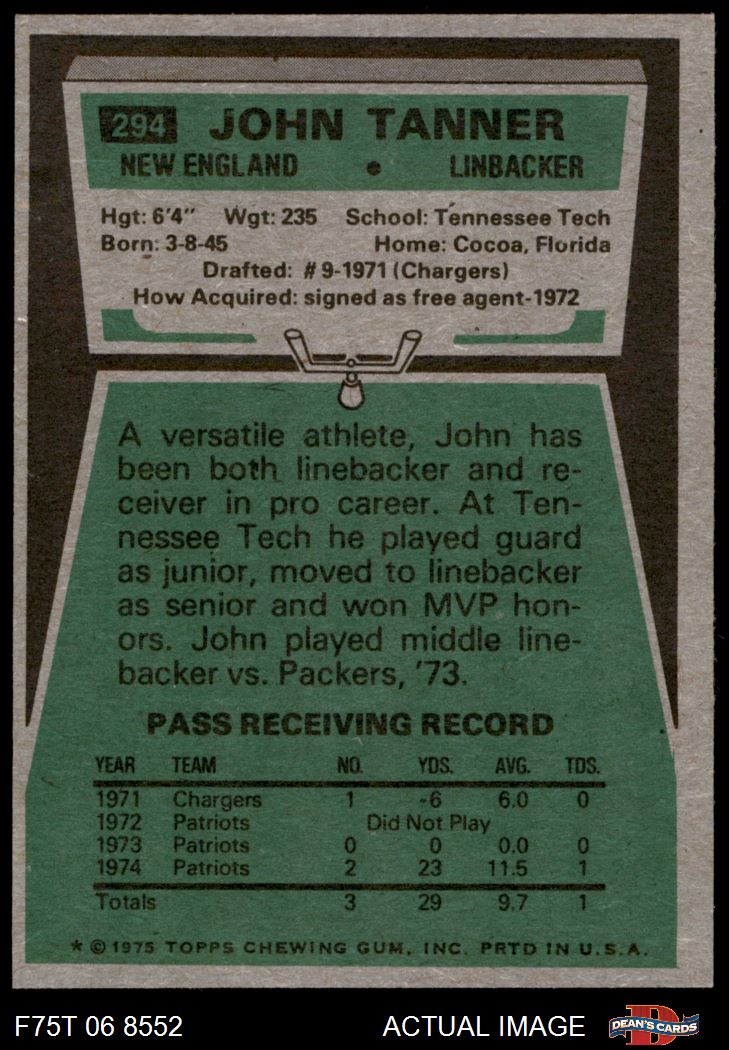 294 JOHN TANNER
NEW ENGLAND • LINBACKER
Hgt: 6'4" Wgt: 235 School: Tennessee Tech
Born: 3-8-45 Home: Cocoa, Florida
Drafted: #9-1971 (Chargers)
How Acquired: signed as free agent-1972
A versatile athlete, John has
been both linebacker and re-
ceiver in pro career. At Ten-
nessee Tech he played guard
as junior, moved to linebacker
as senior and won MVP hon-
ors. John played middle line-
backer vs. Packers, '73.
PASS RECEIVING RECORD
YEAR TEAM NO. YDS. AVG. TDS.
1971 Chargers 1 -6 6.0 0
1972 Patriots Did Not Play
1973 Patriots 0 0 0.0 0
1974 Patriots 2 23 11.5 1
Totals 3 29 9.7 1
* © 1975 TOPPS CHEWING GUM, INC. PRTD IN U.S.A.
F75T 06 8552 ACTUAL IMAGE DEAN'S CARDS